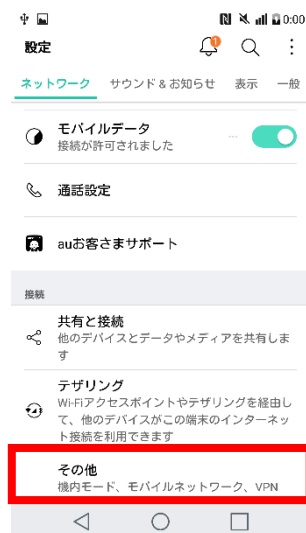 0:00
設定
ネットワーク サウンド＆お知らせ 表示 一般
モバイルデータ
接続が許可されました
通話設定
auお客さまサポート
接続
共有と接続
他のデバイスとデータやメディアを共有しま
す
テザリング
Wi-Fiアクセスポイントやテザリングを経由し
て、他のデバイスがこの端末のインターネッ
ト接続を利用できます
その他
機内モード、モバイルネットワーク、VPN